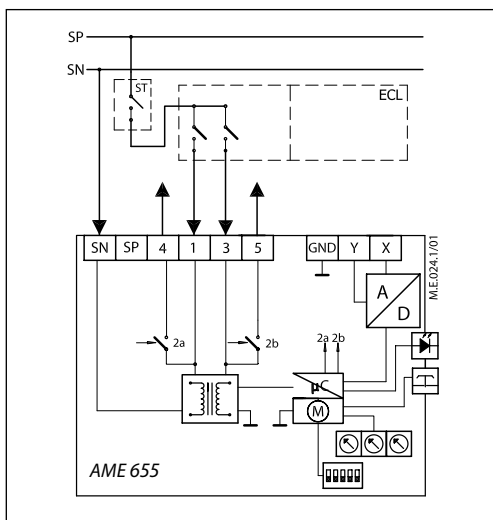 SP
SN
ST
ECL
SN SP 4 1 3 5 GND Y X
M.E.024.1/01
A
D
2a
2b
2a 2b
µC
M
AME 655